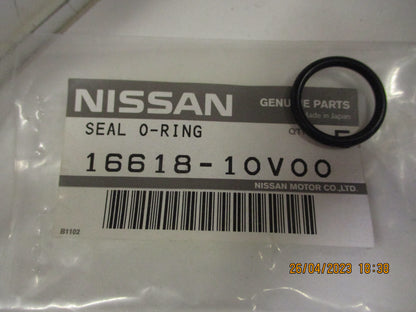 NISSAN
GENUINE PARTS
Made in Japan
SEAL O-RING
16618-10V00
NISSAN MOTOR CO.,LTD.
B1102
26/04/2023 18:38